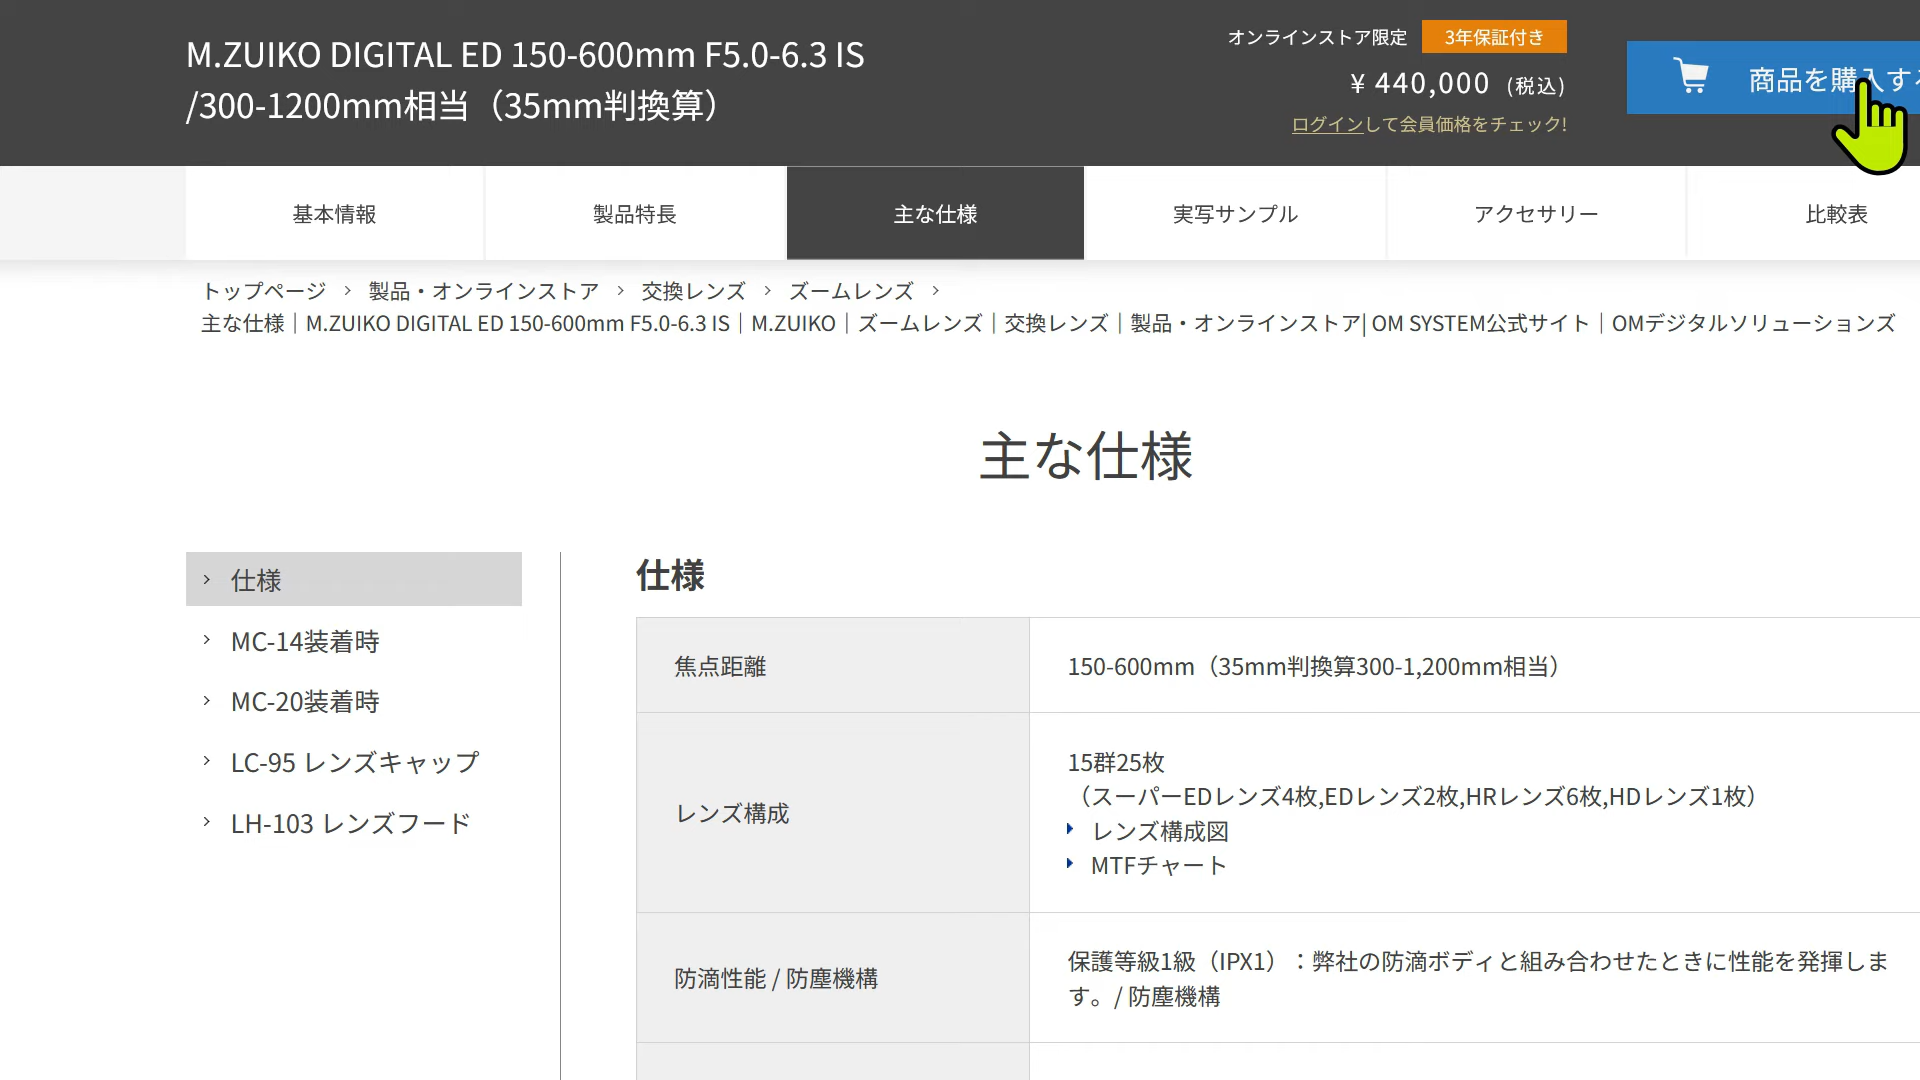 M.ZUIKO DIGITAL ED 150-600mm F5.0-6.3 IS
/300-1200mm相当（35mm判換算）
オンラインストア限定 3年保証付き
¥ 440,000 (税込)
ログインして会員価格をチェック!
商品を購入する
基本情報 製品特長 主な仕様 実写サンプル アクセサリー 比較表
トップページ › 製品・オンラインストア › 交換レンズ › ズームレンズ ›
主な仕様｜M.ZUIKO DIGITAL ED 150-600mm F5.0-6.3 IS｜M.ZUIKO｜ズームレンズ｜交換レンズ｜製品・オンラインストア| OM SYSTEM公式サイト｜OMデジタルソリューションズ
主な仕様
› 仕様
› MC-14装着時
› MC-20装着時
› LC-95 レンズキャップ
› LH-103 レンズフード
仕様
焦点距離
150-600mm（35mm判換算300-1,200mm相当）
レンズ構成
15群25枚
（スーパーEDレンズ4枚,EDレンズ2枚,HRレンズ6枚,HDレンズ1枚）
レンズ構成図
MTFチャート
防滴性能 / 防塵機構
保護等級1級（IPX1）：弊社の防滴ボディと組み合わせたときに性能を発揮しま
す。/ 防塵機構